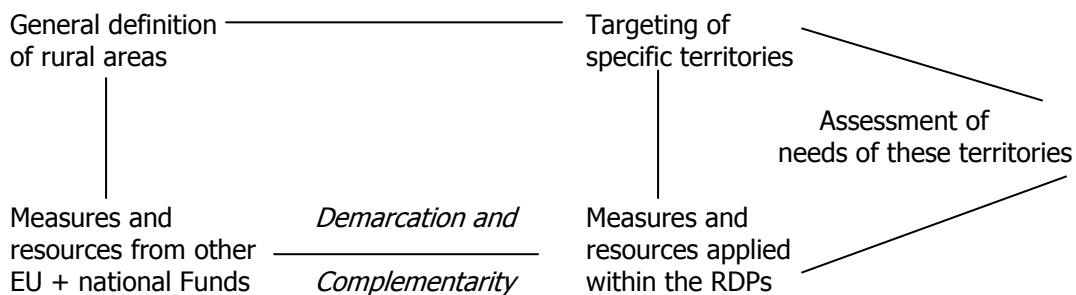 General definition
of rural areas
Targeting of
specific territories
Assessment of
needs of these territories
Measures and
resources from other
EU + national Funds
Demarcation and
Complementarity
Measures and
resources applied
within the RDPs